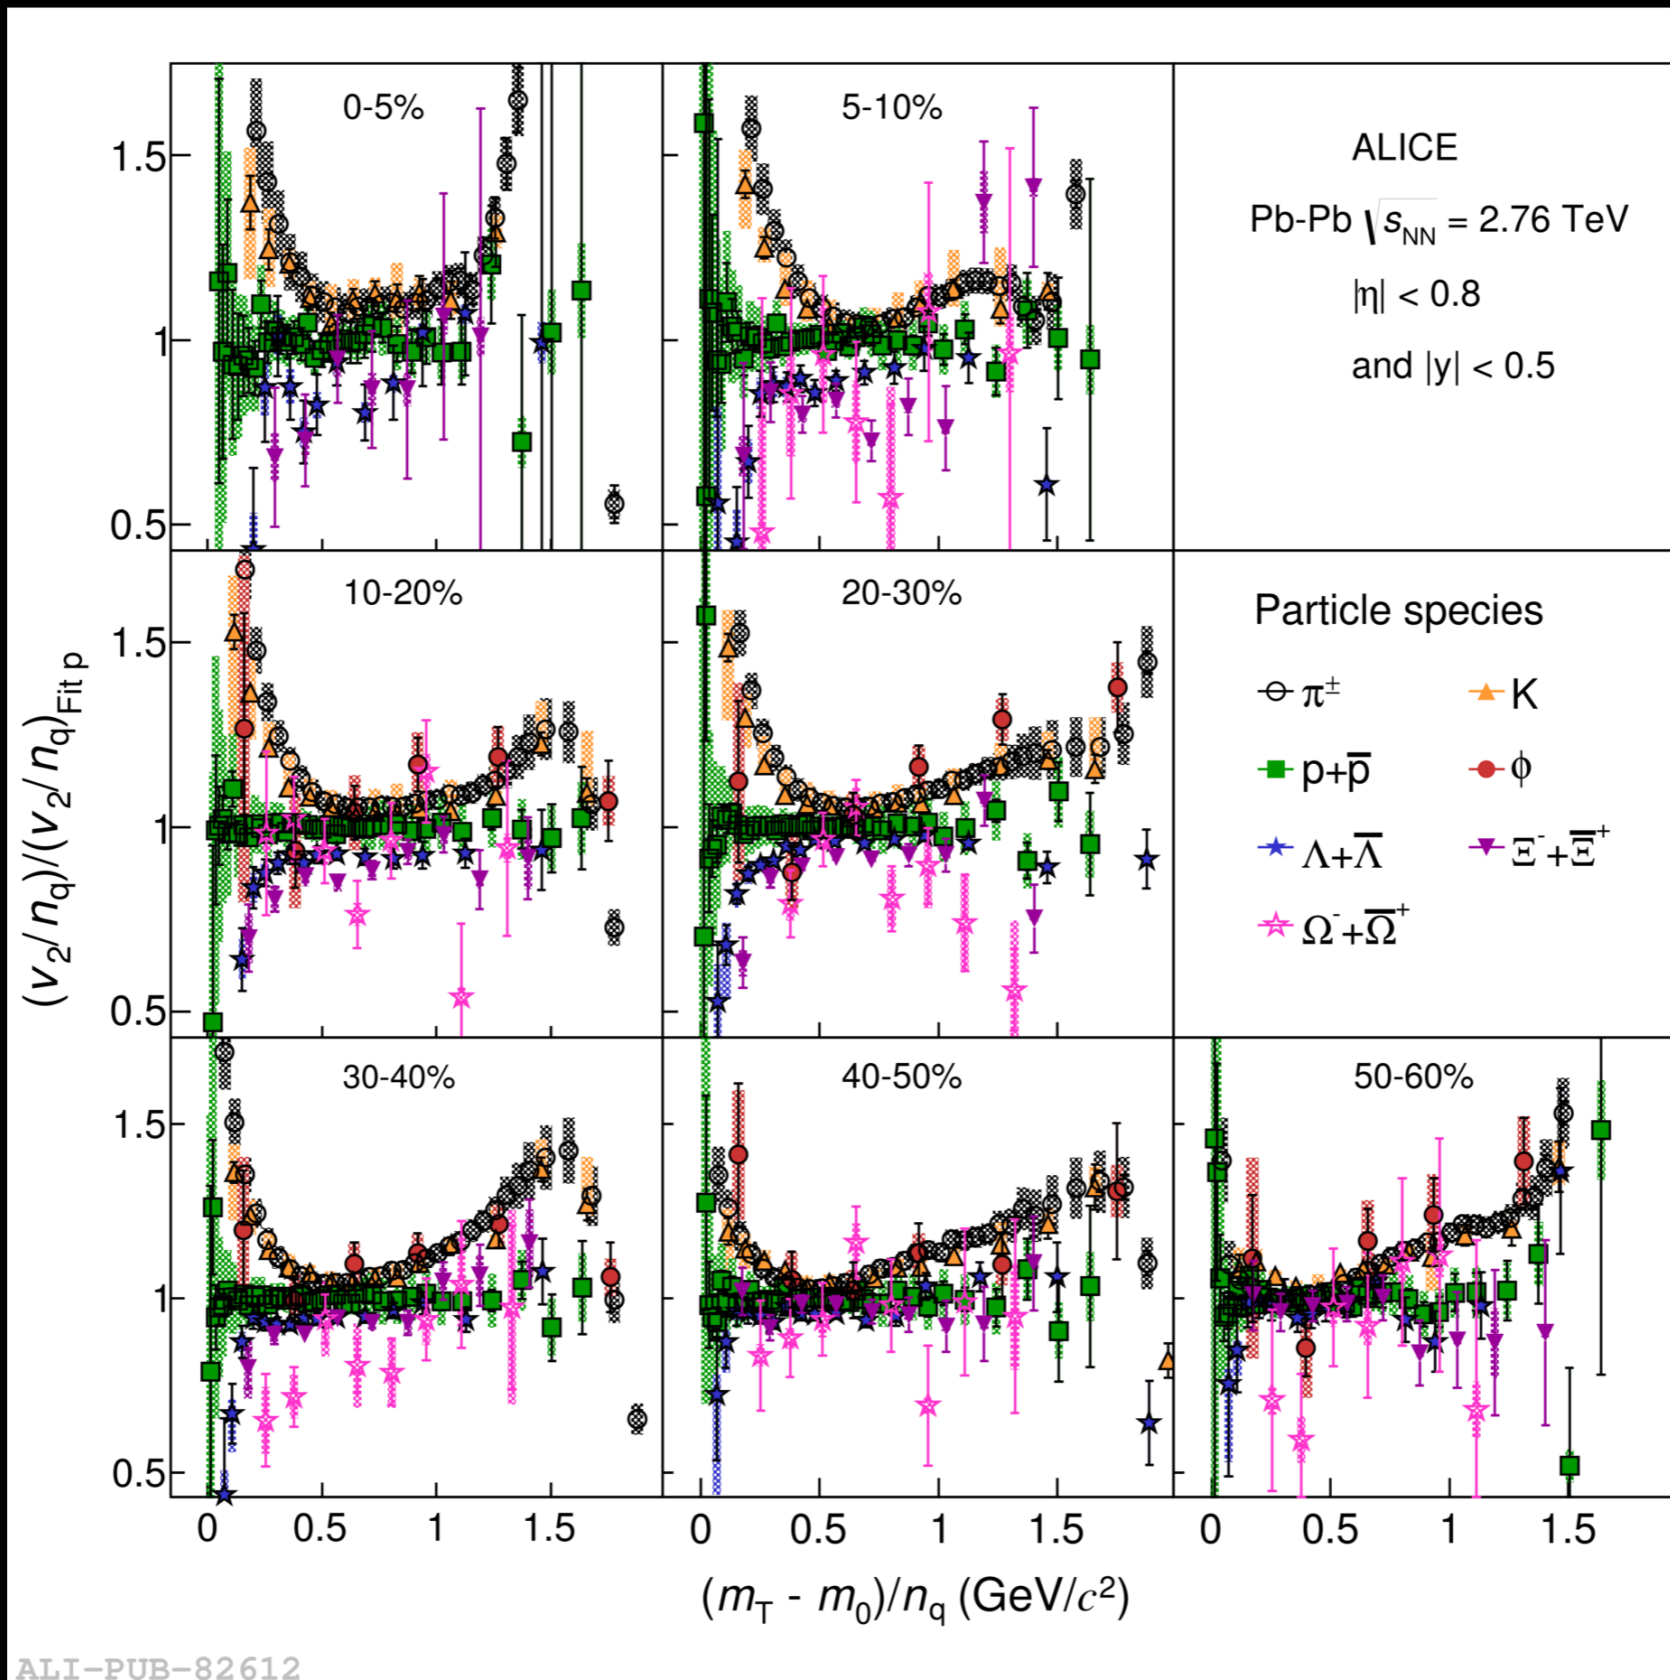 0-5%
5-10%
ALICE
Pb-Pb √sNN = 2.76 TeV
|η| < 0.8
and |y| < 0.5
1.5
1
0.5
10-20%
20-30%
Particle species
π±
K
p+p̅
ϕ
Λ+Λ̅
Ξ-+Ξ̅+
Ω-+Ω̅+
1.5
1
0.5
(v2/nq)/(v2/nq)Fit p
30-40%
40-50%
50-60%
1.5
1
0.5
0 0.5 1 1.5
0 0.5 1 1.5
0 0.5 1 1.5
(mT - m0)/nq (GeV/c2)
ALI-PUB-82612